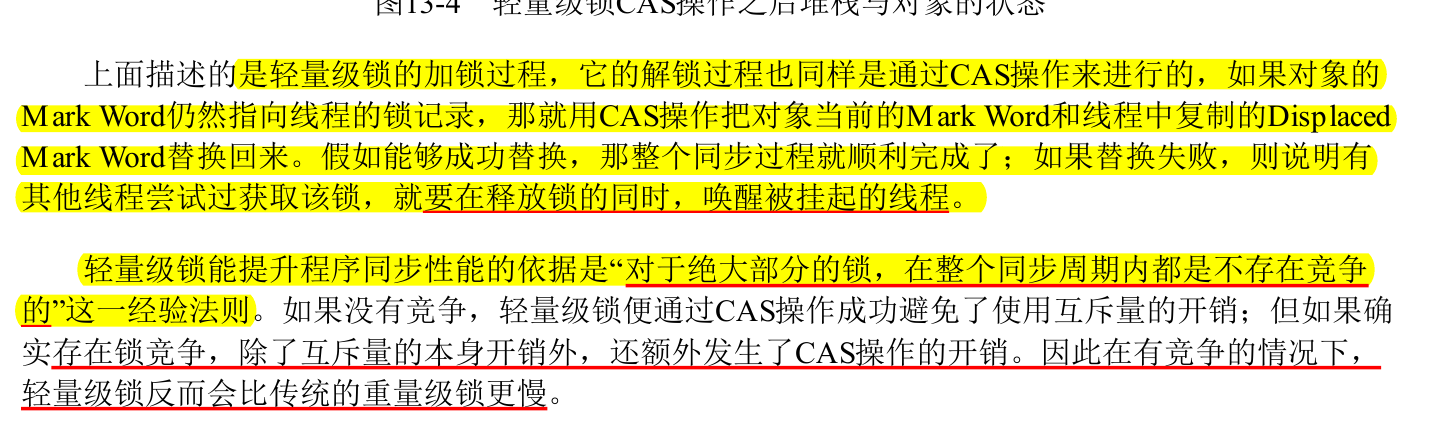 图13-4 轻量级锁CAS操作之后堆栈与对象的状态
上面描述的是轻量级锁的加锁过程，它的解锁过程也同样是通过CAS操作来进行的，如果对象的
Mark Word仍然指向线程的锁记录，那就用CAS操作把对象当前的Mark Word和线程中复制的Displaced
Mark Word替换回来。假如能够成功替换，那整个同步过程就顺利完成了；如果替换失败，则说明有
其他线程尝试过获取该锁，就要在释放锁的同时，唤醒被挂起的线程。
轻量级锁能提升程序同步性能的依据是“对于绝大部分的锁，在整个同步周期内都是不存在竞争
的”这一经验法则。如果没有竞争，轻量级锁便通过CAS操作成功避免了使用互斥量的开销；但如果确
实存在锁竞争，除了互斥量的本身开销外，还额外发生了CAS操作的开销。因此在有竞争的情况下，
轻量级锁反而会比传统的重量级锁更慢。